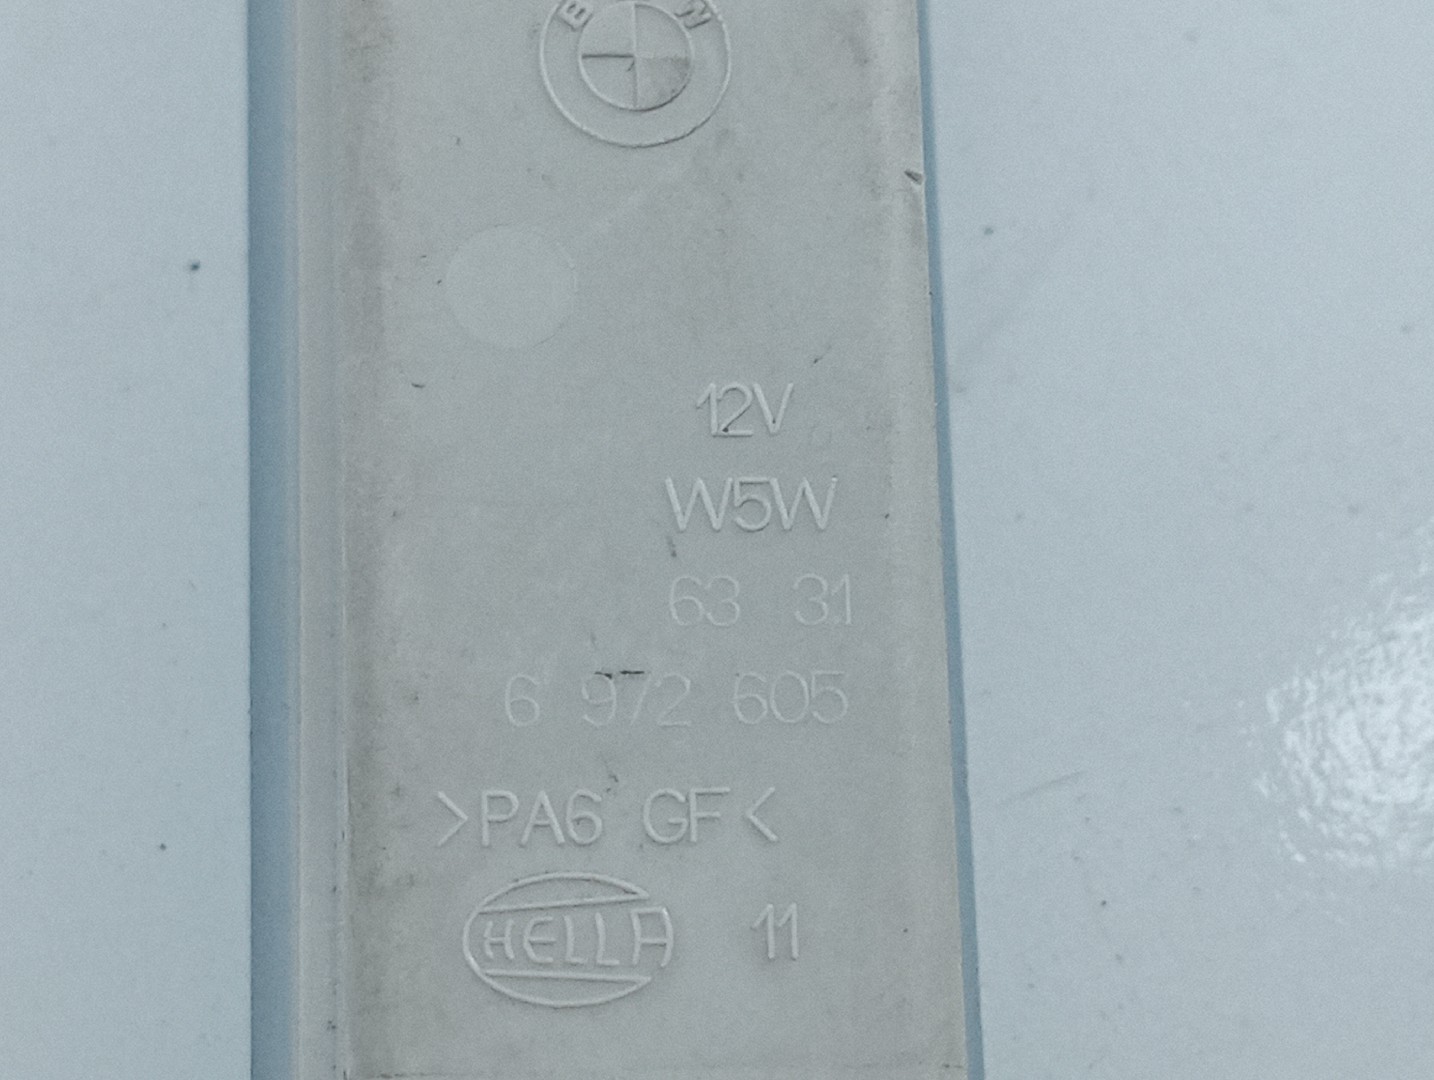 B W
12V
W5W
63 31
6 972 605
>PA6 GF<
HELLA 11